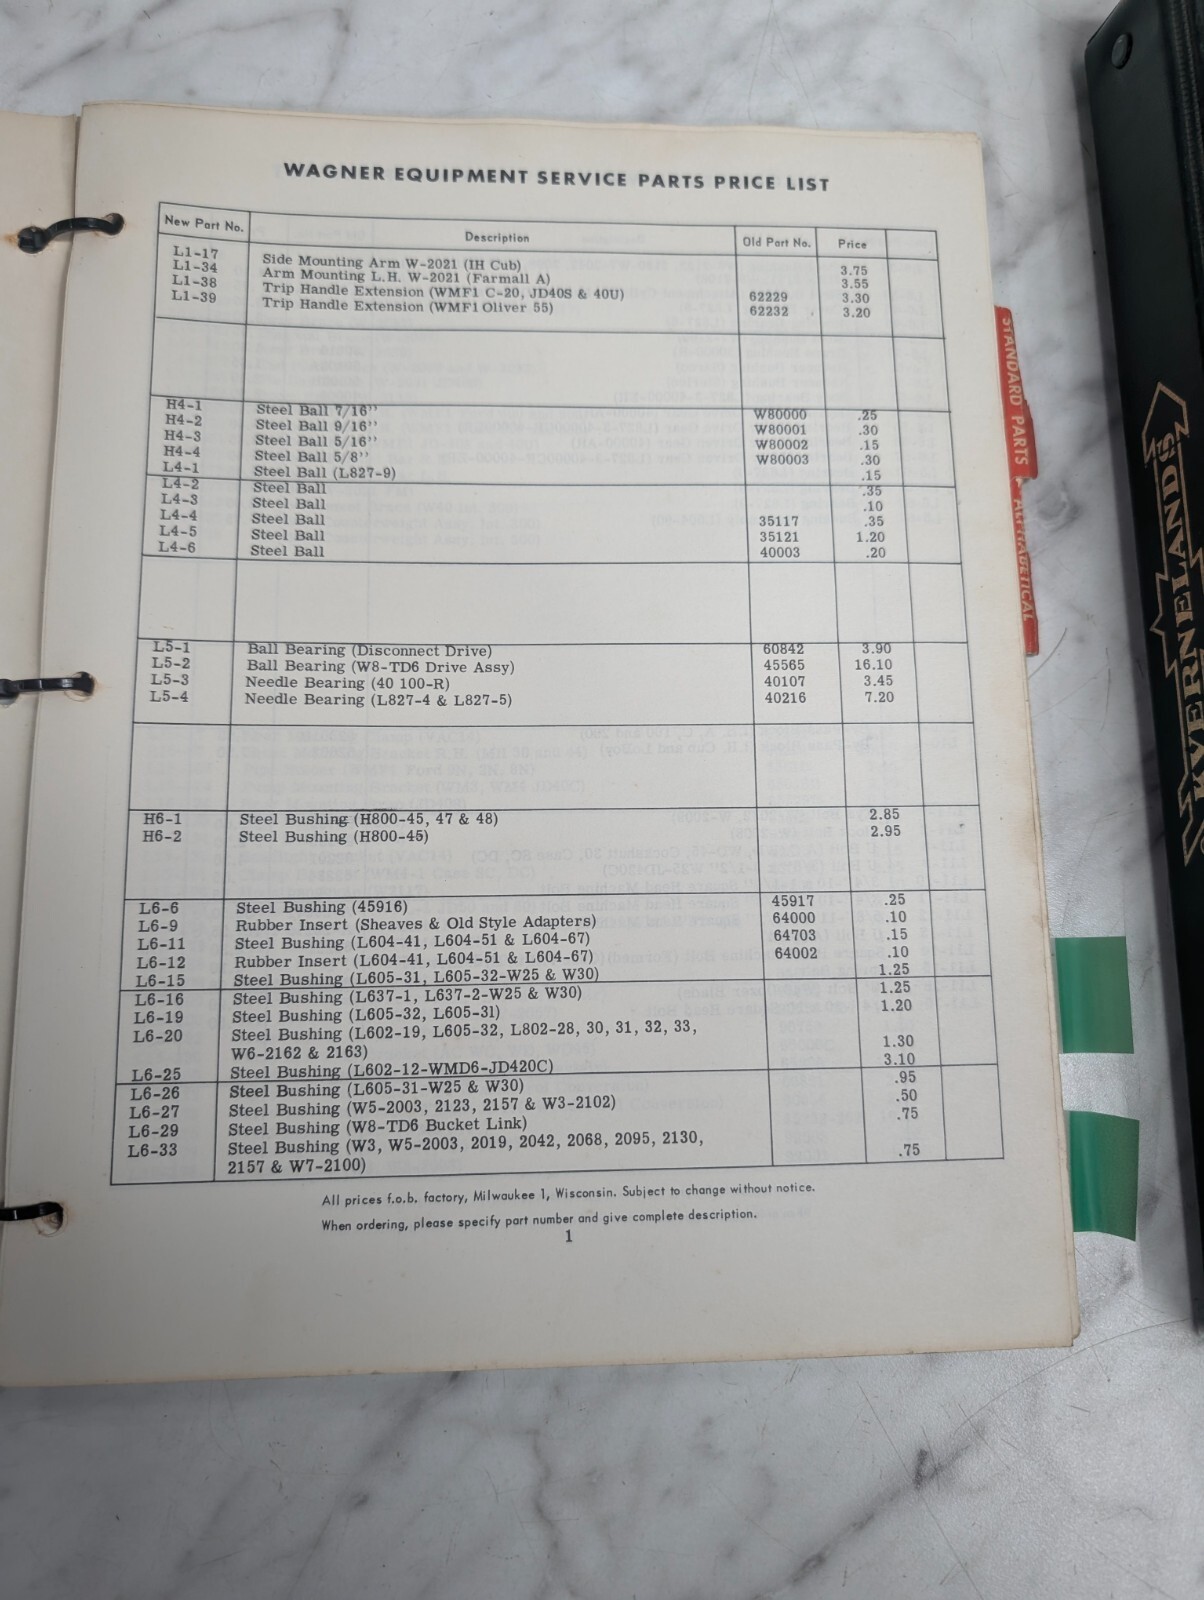 WAGNER EQUIPMENT SERVICE PARTS PRICE LIST
New Part No. Description Old Part No. Price
L1-17 Side Mounting Arm W-2021 (IH Cub) 3.75
L1-34 Arm Mounting L.H. W-2021 (Farmall A) 3.55
L1-38 Trip Handle Extension (WMF1 C-20, JD40S & 40U) 62229 3.30
L1-39 Trip Handle Extension (WMF1 Oliver 55) 62232 3.20
H4-1 Steel Ball 7/16" W80000 .25
H4-2 Steel Ball 9/16" W80001 .30
H4-3 Steel Ball 5/16" W80002 .15
H4-4 Steel Ball 5/8" W80003 .30
L4-1 Steel Ball (L827-9) .15
L4-2 Steel Ball .35
L4-3 Steel Ball .10
L4-4 Steel Ball 35117 .35
L4-5 Steel Ball 35121 1.20
L4-6 Steel Ball 40003 .20
L5-1 Ball Bearing (Disconnect Drive) 60842 3.90
L5-2 Ball Bearing (W8-TD6 Drive Assy) 45565 16.10
L5-3 Needle Bearing (40 100-R) 40107 3.45
L5-4 Needle Bearing (L827-4 & L827-5) 40216 7.20
H6-1 Steel Bushing (H800-45, 47 & 48) 2.85
H6-2 Steel Bushing (H800-45) 2.95
L6-6 Steel Bushing (45916) 45917 .25
L6-9 Rubber Insert (Sheaves & Old Style Adapters) 64000 .10
L6-11 Steel Bushing (L604-41, L604-51 & L604-67) 64703 .15
L6-12 Rubber Insert (L604-41, L604-51 & L604-67) 64002 .10
L6-15 Steel Bushing (L605-31, L605-32-W25 & W30) 1.25
L6-16 Steel Bushing (L637-1, L637-2-W25 & W30) 1.25
L6-19 Steel Bushing (L605-32, L605-31) 1.20
L6-20 Steel Bushing (L602-19, L605-32, L802-28, 30, 31, 32, 33,
W6-2162 & 2163) 1.30
L6-25 Steel Bushing (L602-12-WMD6-JD420C) 3.10
L6-26 Steel Bushing (L605-31-W25 & W30) .95
L6-27 Steel Bushing (W5-2003, 2123, 2157 & W3-2102) .50
L6-29 Steel Bushing (W8-TD6 Bucket Link) .75
L6-33 Steel Bushing (W3, W5-2003, 2019, 2042, 2068, 2095, 2130, .75
2157 & W7-2100)
All prices f.o.b. factory, Milwaukee 1, Wisconsin. Subject to change without notice.
When ordering, please specify part number and give complete description.
1
STANDARD PARTS
ALPHABETICAL
KVERNELANDS